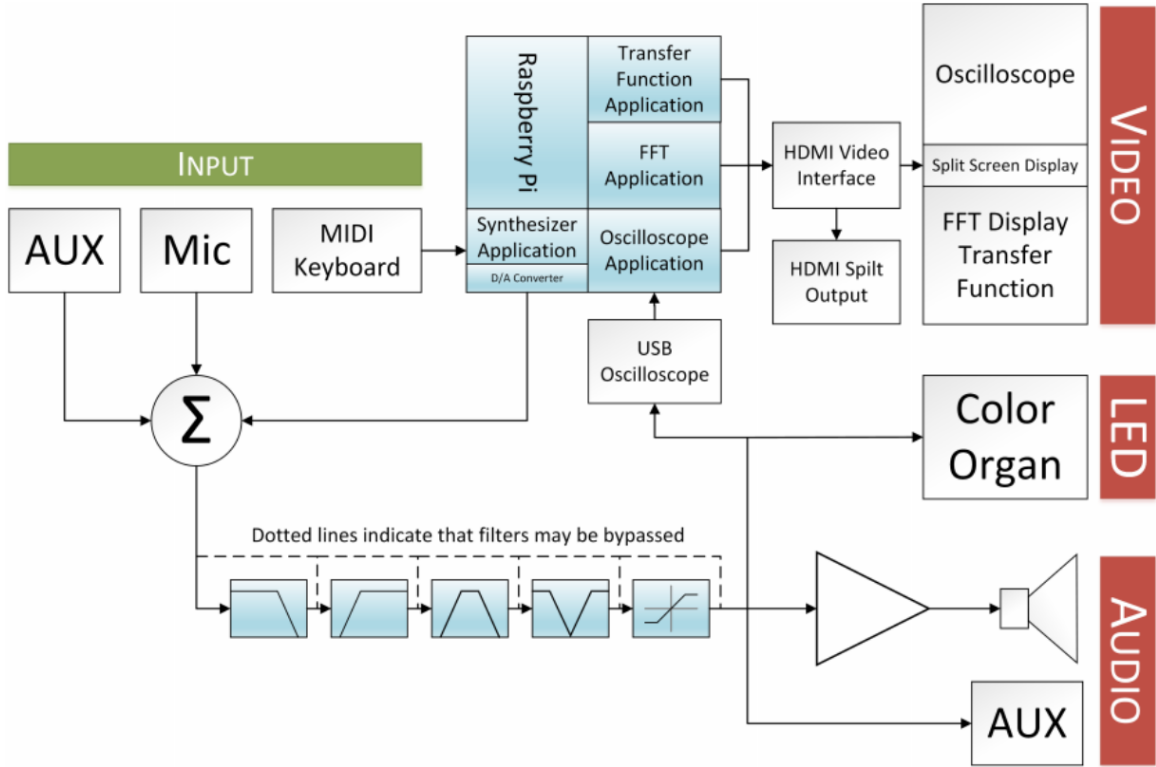 INPUT
AUX
Mic
MIDI
Keyboard
Raspberry Pi
Synthesizer
Application
D/A Converter
Transfer
Function
Application
FFT
Application
Oscilloscope
Application
USB
Oscilloscope
HDMI Video
Interface
HDMI Spilt
Output
Oscilloscope
Split Screen Display
FFT Display
Transfer
Function
VIDEO
Σ
Color
Organ
LED
Dotted lines indicate that filters may be bypassed
AUX
AUDIO